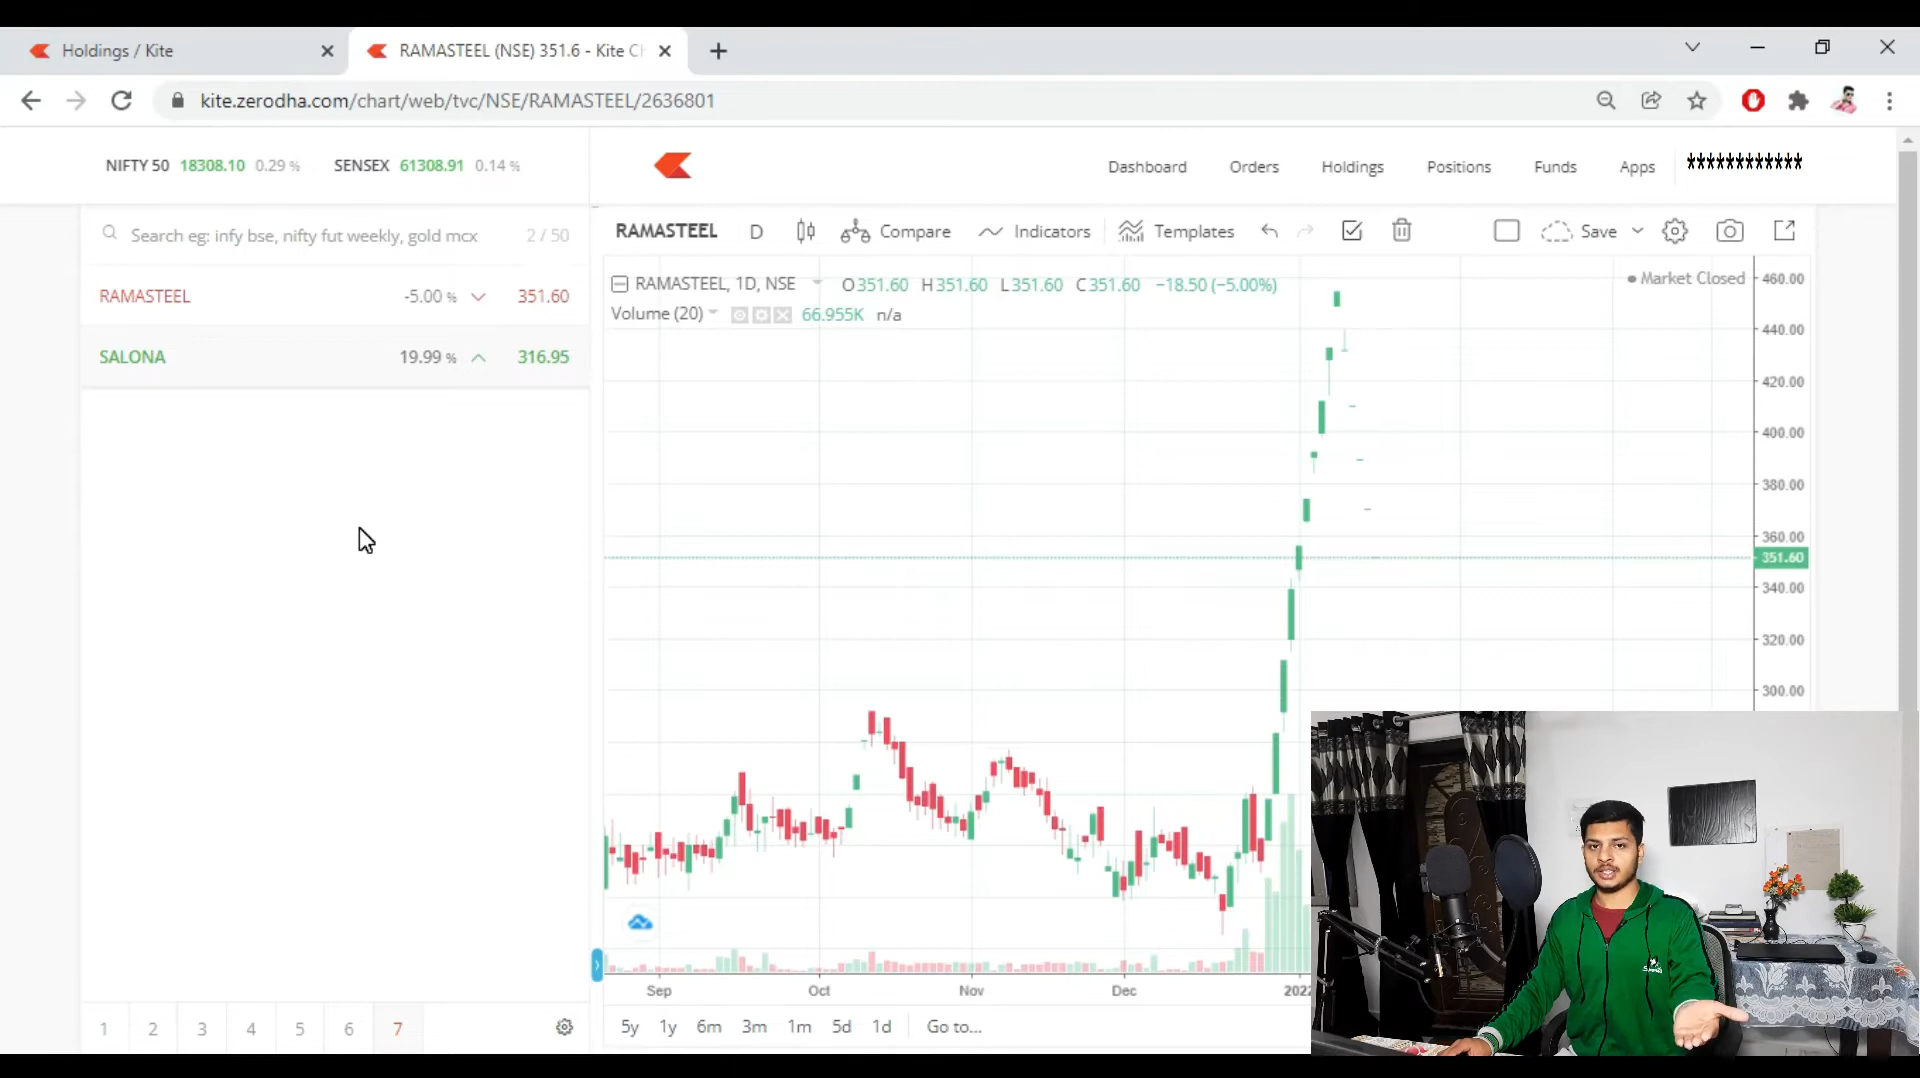 Holdings / Kite
RAMASTEEL (NSE) 351.6 - Kite Ch
kite.zerodha.com/chart/web/tvc/NSE/RAMASTEEL/2636801
NIFTY 50 18308.10 0.29 % SENSEX 61308.91 0.14 %
Dashboard Orders Holdings Positions Funds Apps ************
Search eg: infy bse, nifty fut weekly, gold mcx 2 / 50
RAMASTEEL -5.00 % 351.60
SALONA 19.99 % 316.95
RAMASTEEL D Compare Indicators Templates Save
RAMASTEEL, 1D, NSE O351.60 H351.60 L351.60 C351.60 −18.50 (−5.00%)
Market Closed
Volume (20) 66.955K n/a
460.00
440.00
420.00
400.00
380.00
360.00
351.60
340.00
320.00
300.00
Sep Oct Nov Dec 2022
5y 1y 6m 3m 1m 5d 1d Go to...
1 2 3 4 5 6 7